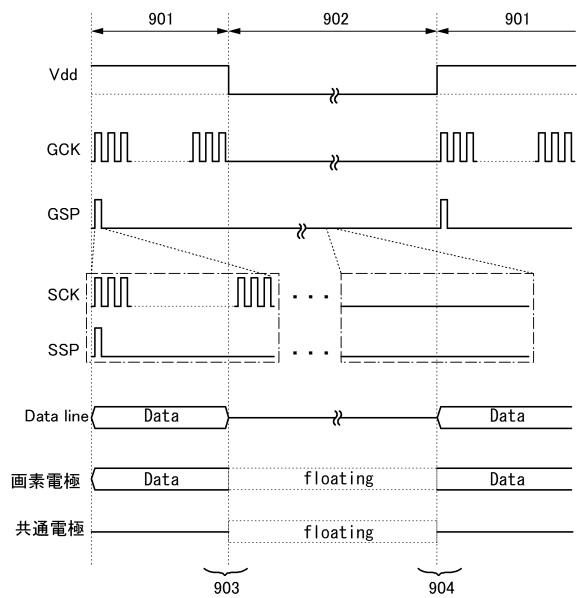 901 902 901
Vdd
GCK
GSP
SCK
SSP
Data line Data Data
画素電極 Data floating Data
共通電極 floating
903 904